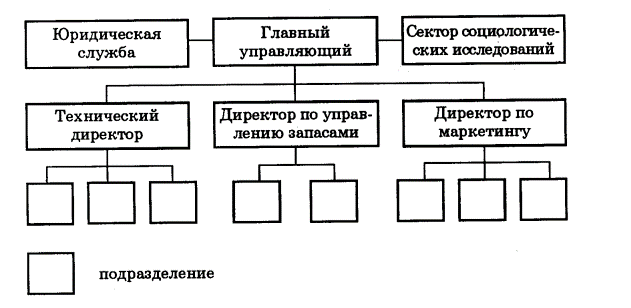 Юридическая
служба
Главный
управляющий
Сектор социологиче-
ских исследований
Технический
директор
Директор по управ-
лению запасами
Директор по
маркетингу
подразделение